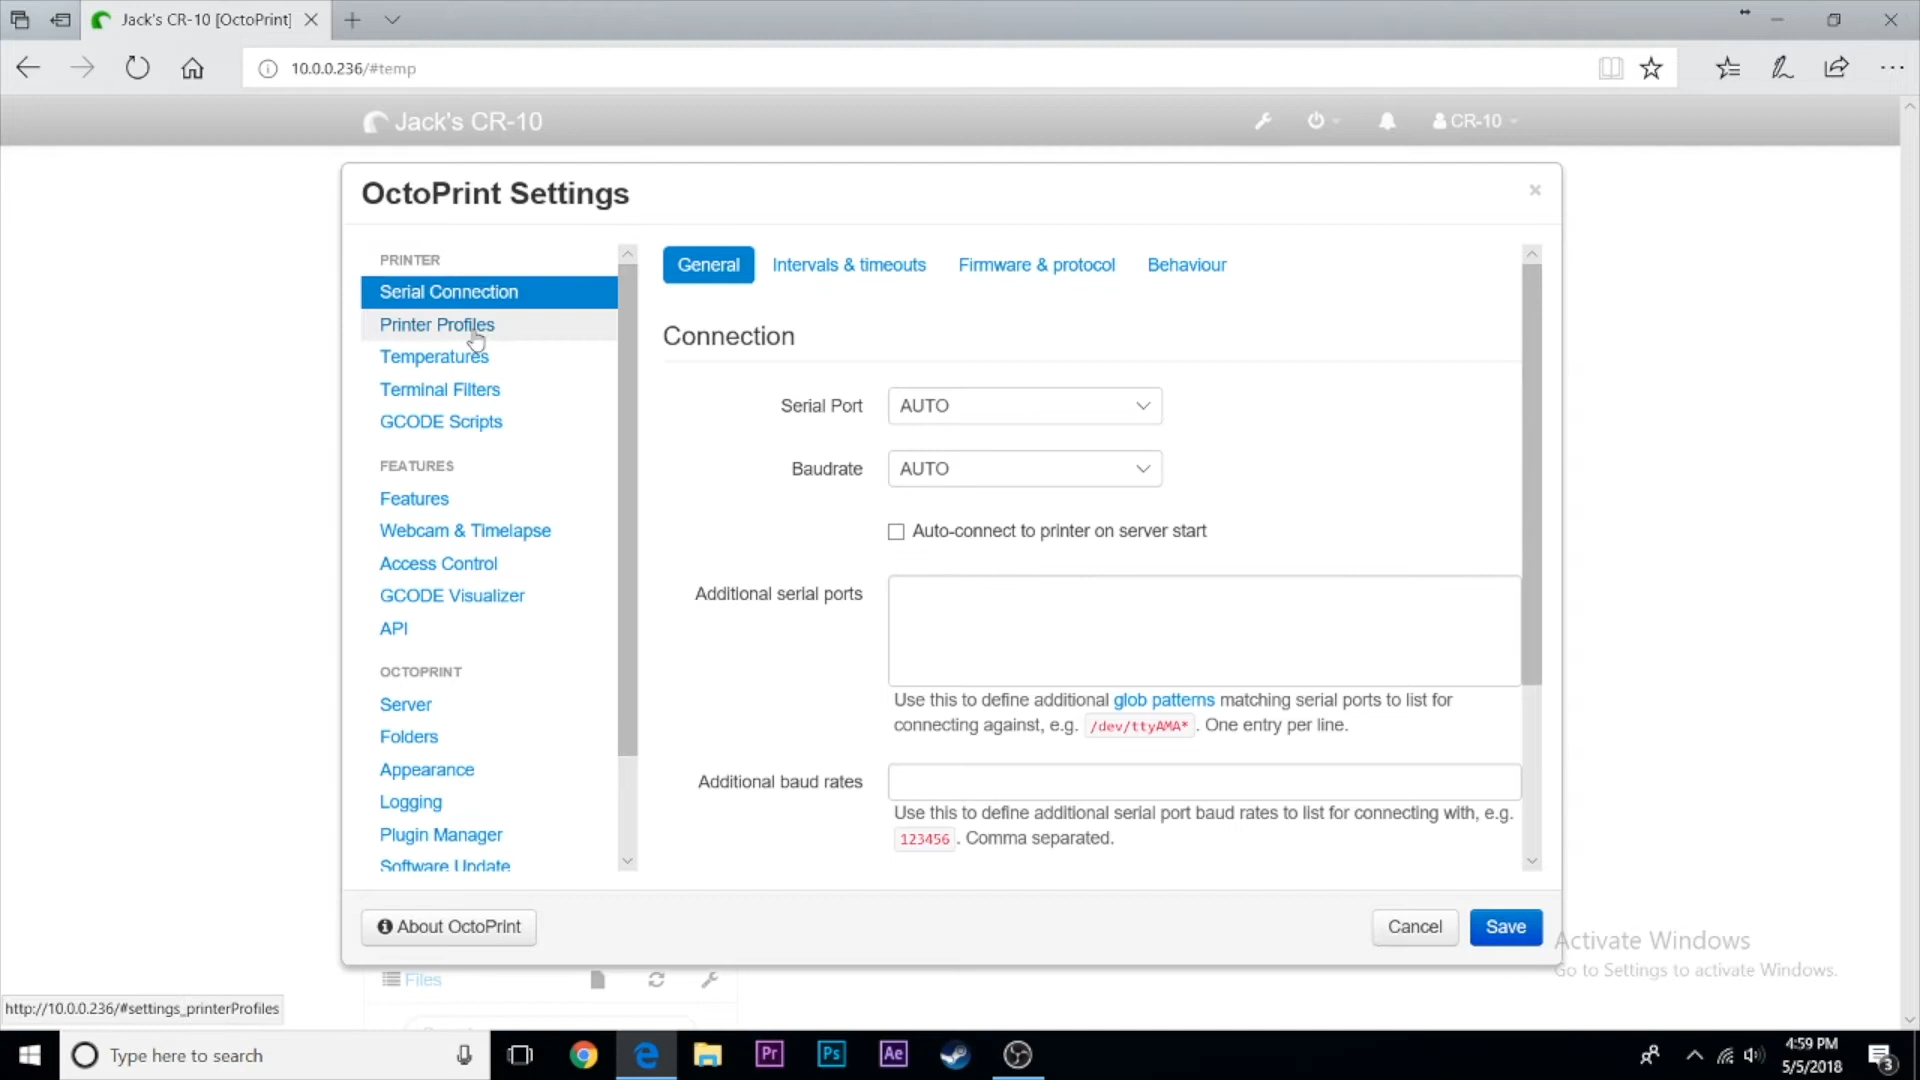 Jack's CR-10 [OctoPrint]
10.0.0.236/#temp
Jack's CR-10
CR-10
OctoPrint Settings
PRINTER
Serial Connection
Printer Profiles
Temperatures
Terminal Filters
GCODE Scripts
FEATURES
Features
Webcam & Timelapse
Access Control
GCODE Visualizer
API
OCTOPRINT
Server
Folders
Appearance
Logging
Plugin Manager
Software Update
General
Intervals & timeouts
Firmware & protocol
Behaviour
Connection
Serial Port
AUTO
Baudrate
AUTO
Auto-connect to printer on server start
Additional serial ports
Use this to define additional glob patterns matching serial ports to list for
connecting against, e.g. /dev/ttyAMA* . One entry per line.
Additional baud rates
Use this to define additional serial port baud rates to list for connecting with, e.g.
123456 . Comma separated.
About OctoPrint
Cancel
Save
Activate Windows
Go to Settings to activate Windows.
Files
http://10.0.0.236/#settings_printerProfiles
Type here to search
Pr
Ps
Ae
4:59 PM
5/5/2018
3